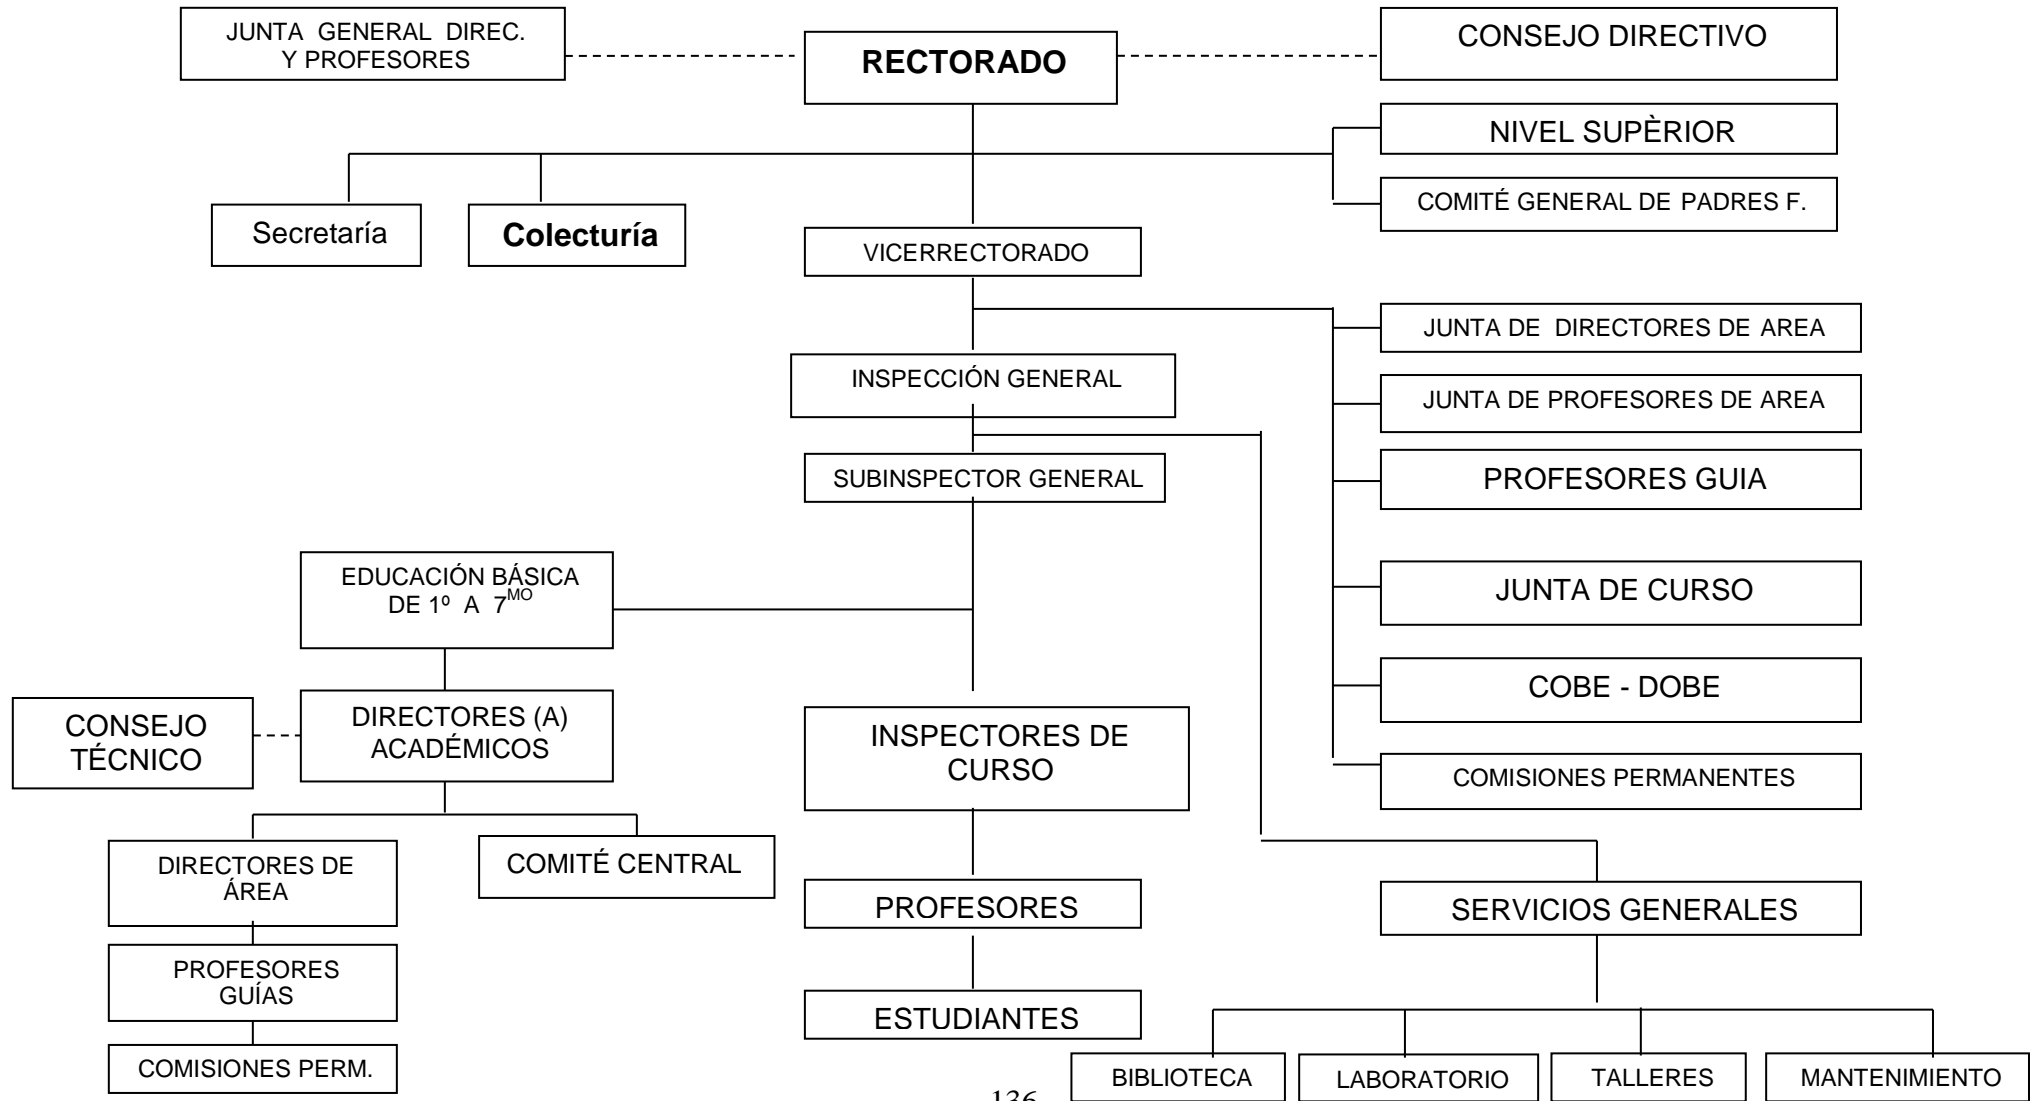 JUNTA GENERAL DIREC.
Y PROFESORES
RECTORADO
CONSEJO DIRECTIVO
NIVEL SUPÈRIOR
COMITÉ GENERAL DE PADRES F.
Secretaría
Colecturía
VICERRECTORADO
JUNTA DE DIRECTORES DE AREA
INSPECCIÓN GENERAL
JUNTA DE PROFESORES DE AREA
SUBINSPECTOR GENERAL
PROFESORES GUIA
EDUCACIÓN BÁSICA
DE 1º A 7MO
JUNTA DE CURSO
COBE - DOBE
CONSEJO
TÉCNICO
DIRECTORES (A)
ACADÉMICOS
INSPECTORES DE
CURSO
COMISIONES PERMANENTES
DIRECTORES DE
ÁREA
COMITÉ CENTRAL
PROFESORES
SERVICIOS GENERALES
PROFESORES
GUÍAS
ESTUDIANTES
COMISIONES PERM.
BIBLIOTECA
LABORATORIO
TALLERES
MANTENIMIENTO
136